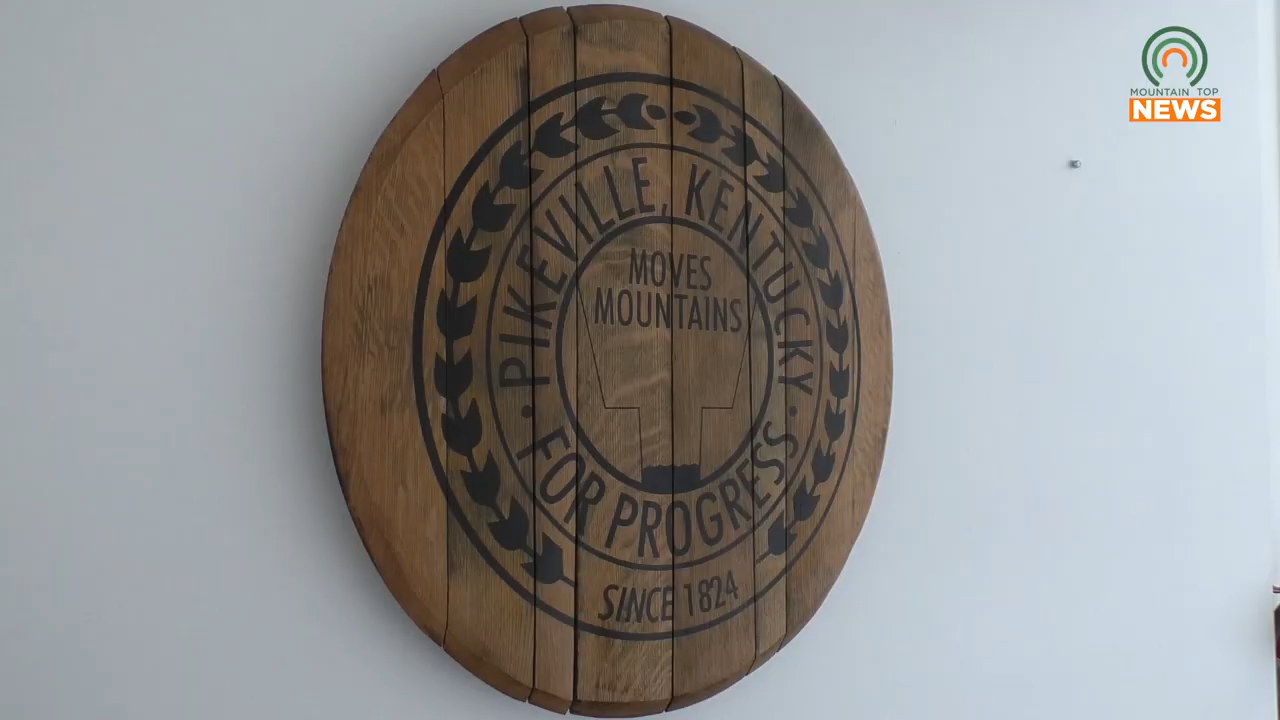 MOUNTAIN TOP
NEWS
PIKEVILLE, KENTUCKY
MOVES
MOUNTAINS
• FOR PROGRESS •
SINCE 1824